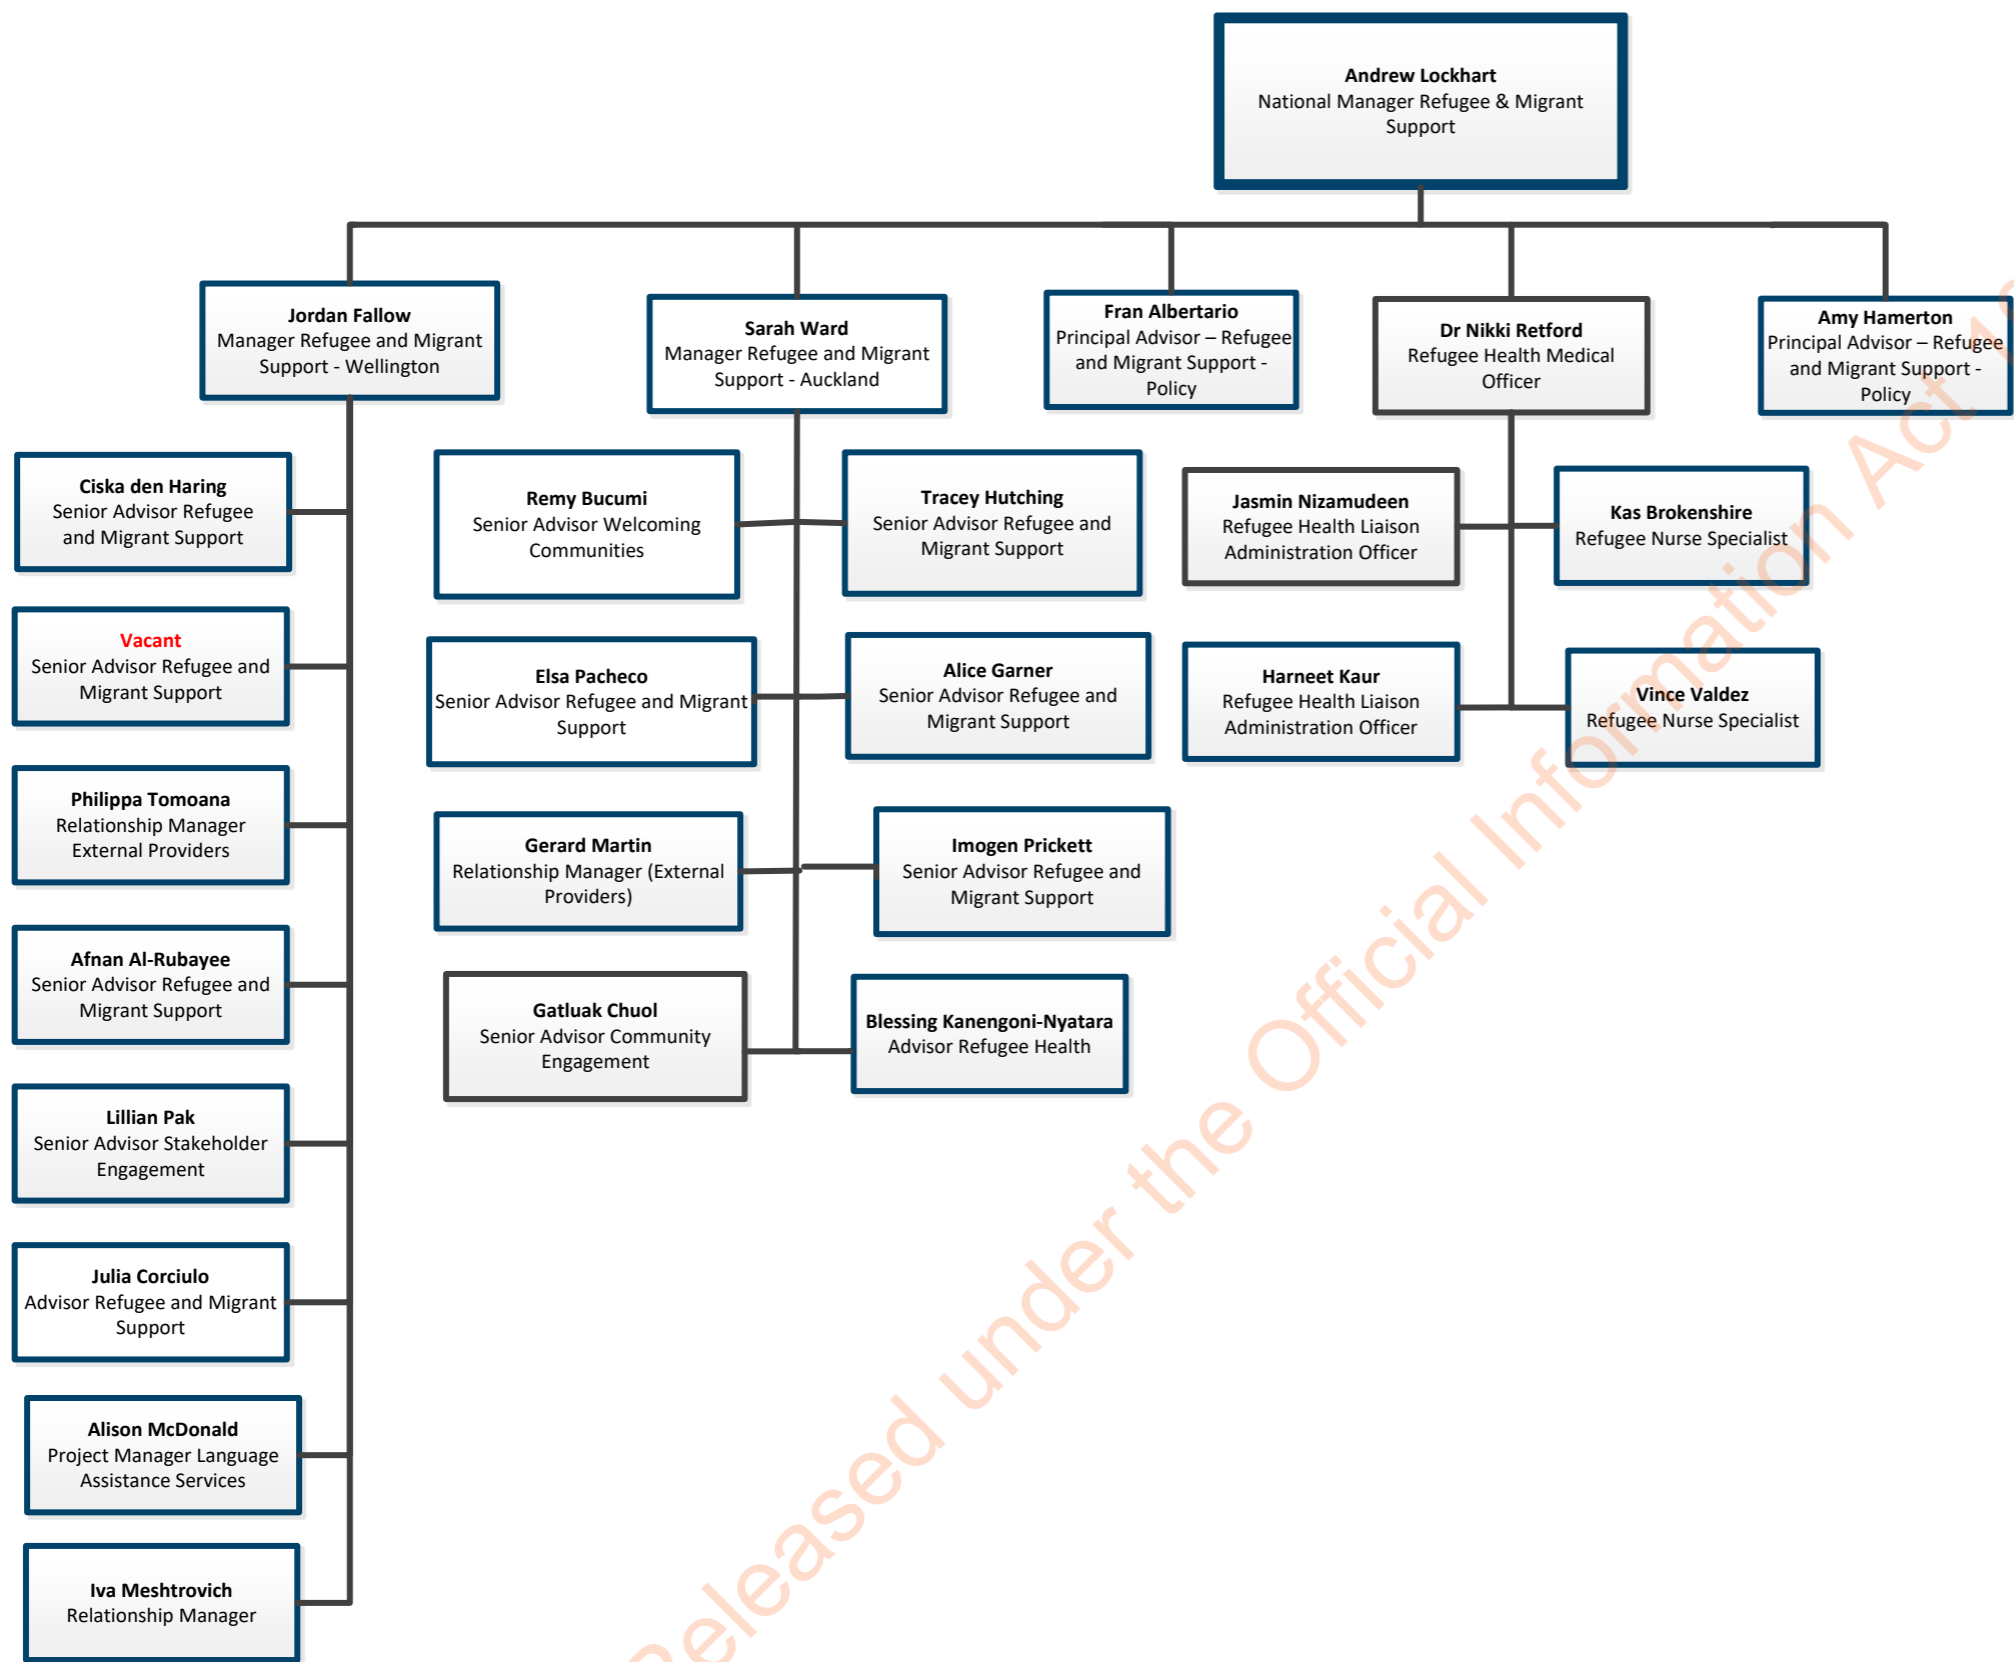 Andrew Lockhart
National Manager Refugee & Migrant
Support
Jordan Fallow
Manager Refugee and Migrant
Support - Wellington
Sarah Ward
Manager Refugee and Migrant
Support - Auckland
Fran Albertario
Principal Advisor – Refugee
and Migrant Support -
Policy
Dr Nikki Retford
Refugee Health Medical
Officer
Amy Hamerton
Principal Advisor – Refugee
and Migrant Support -
Policy
Ciska den Haring
Senior Advisor Refugee
and Migrant Support
Vacant
Senior Advisor Refugee and
Migrant Support
Philippa Tomoana
Relationship Manager
External Providers
Afnan Al-Rubayee
Senior Advisor Refugee and
Migrant Support
Lillian Pak
Senior Advisor Stakeholder
Engagement
Julia Corciulo
Advisor Refugee and Migrant
Support
Alison McDonald
Project Manager Language
Assistance Services
Iva Meshtrovich
Relationship Manager
Remy Bucumi
Senior Advisor Welcoming
Communities
Tracey Hutching
Senior Advisor Refugee and
Migrant Support
Elsa Pacheco
Senior Advisor Refugee and Migrant
Support
Alice Garner
Senior Advisor Refugee and
Migrant Support
Gerard Martin
Relationship Manager (External
Providers)
Imogen Prickett
Senior Advisor Refugee and
Migrant Support
Gatluak Chuol
Senior Advisor Community
Engagement
Blessing Kanengoni-Nyatara
Advisor Refugee Health
Jasmin Nizamudeen
Refugee Health Liaison
Administration Officer
Kas Brokenshire
Refugee Nurse Specialist
Harneet Kaur
Refugee Health Liaison
Administration Officer
Vince Valdez
Refugee Nurse Specialist
Released under the Official Information Act